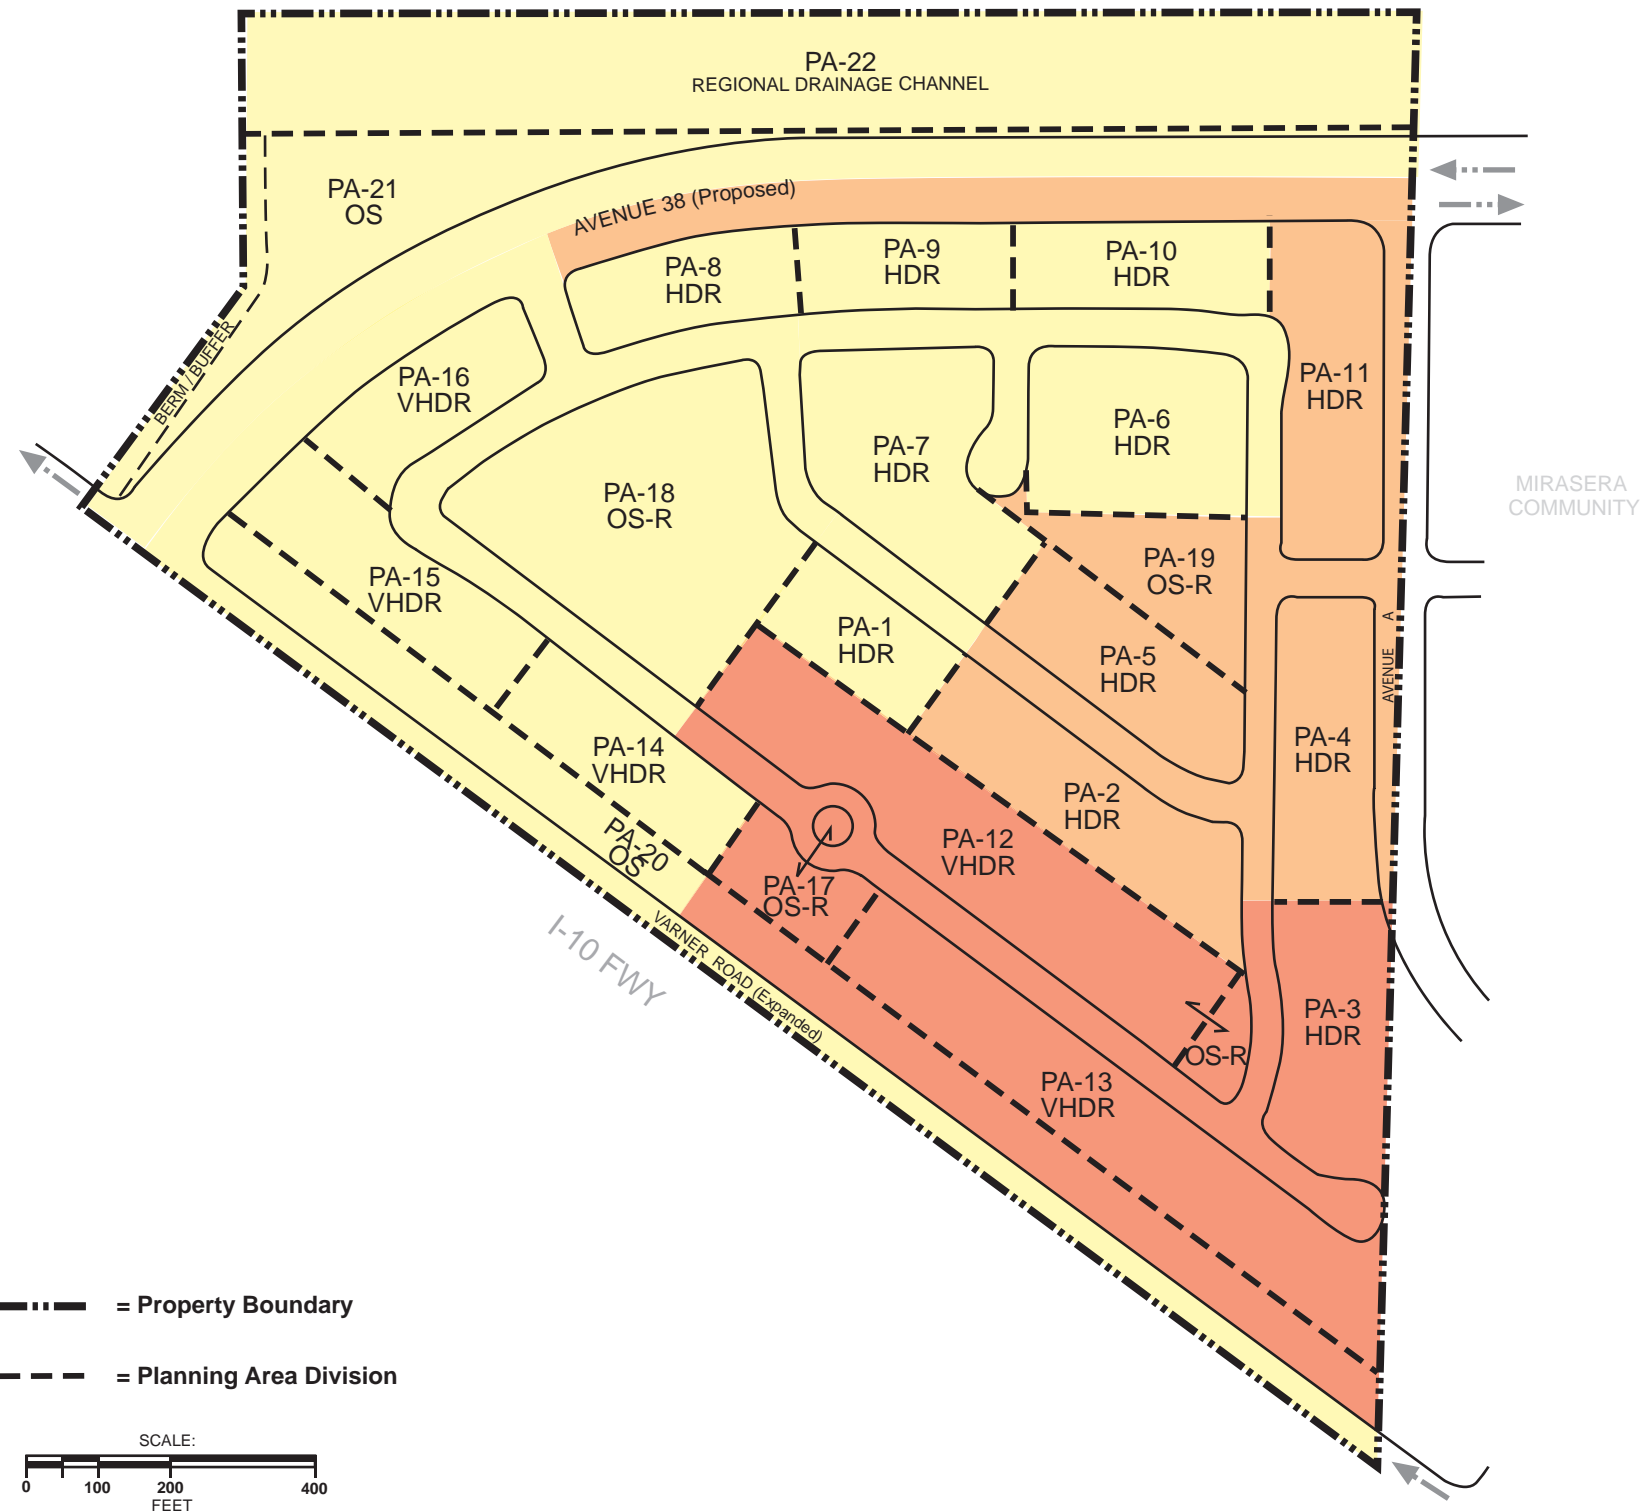 PA-22
REGIONAL DRAINAGE CHANNEL
PA-21
OS
AVENUE 38 (Proposed)
PA-8
HDR
PA-9
HDR
PA-10
HDR
BERM / BUFFER
PA-16
VHDR
PA-11
HDR
PA-7
HDR
PA-6
HDR
PA-18
OS-R
MIRASERA
COMMUNITY
PA-15
VHDR
PA-19
OS-R
PA-1
HDR
PA-5
HDR
AVENUE A
PA-14
VHDR
PA-4
HDR
PA-2
HDR
PA-12
VHDR
PA-20
OS
PA-17
OS-R
I-10 FWY
VARNER ROAD (Expanded)
PA-3
HDR
OS-R
PA-13
VHDR
= Property Boundary
= Planning Area Division
SCALE:
0 100 200 400
FEET